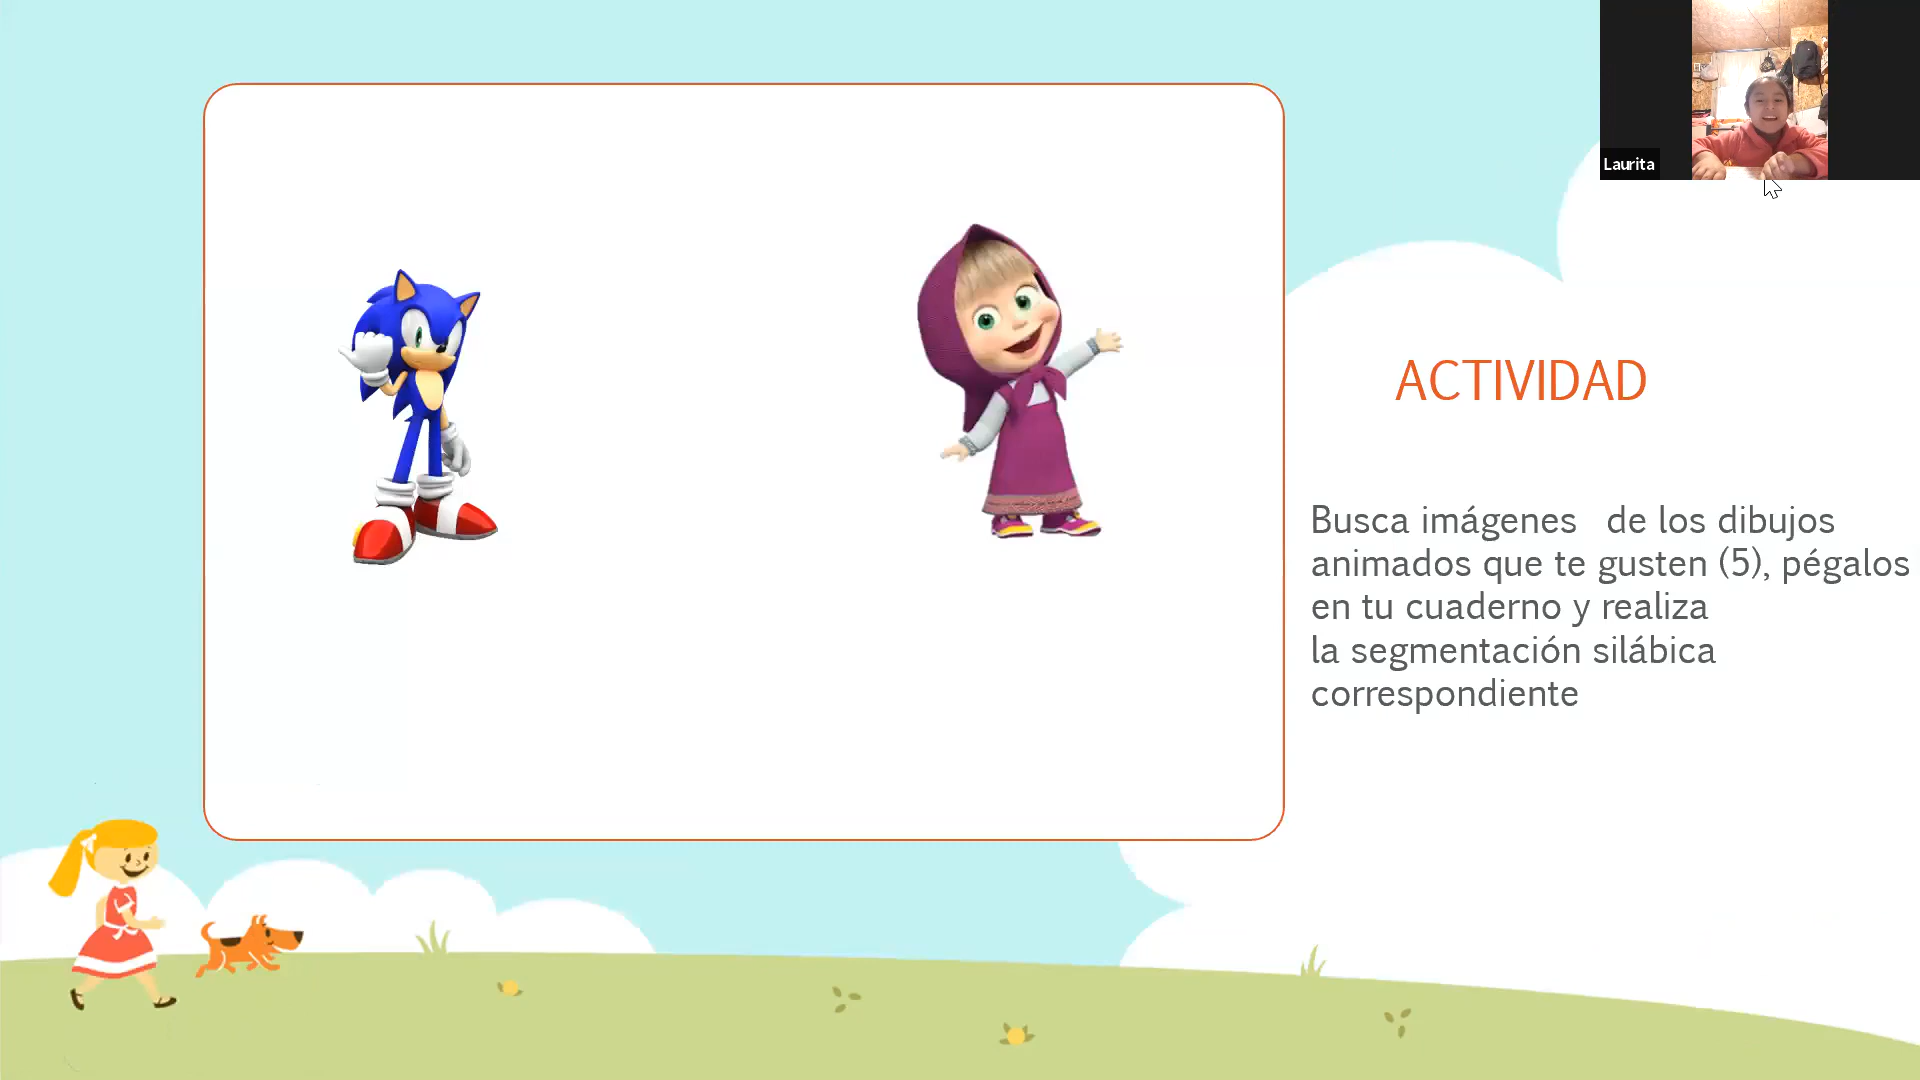 Laurita
ACTIVIDAD
Busca imágenes de los dibujos
animados que te gusten (5), pégalos
en tu cuaderno y realiza
la segmentación silábica
correspondiente